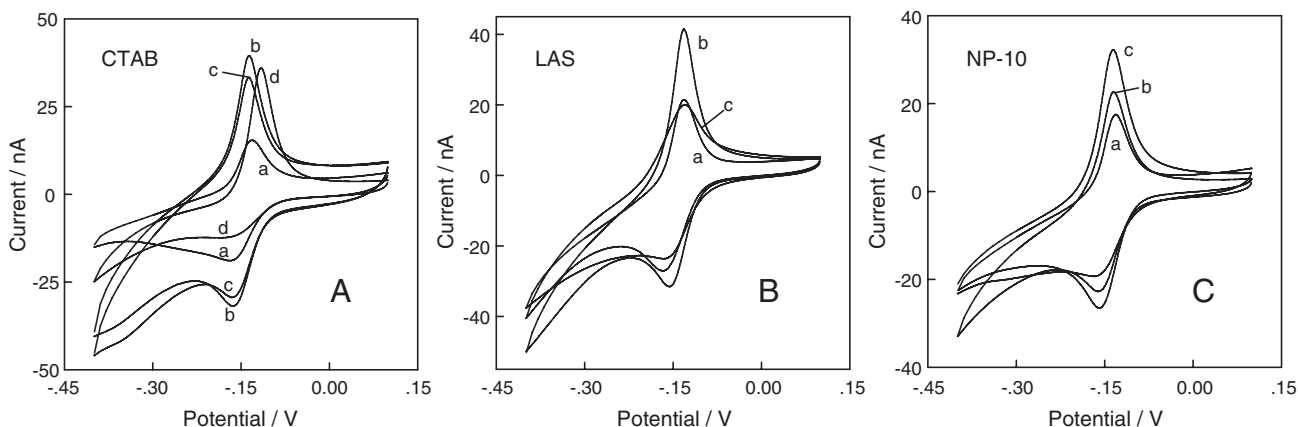 CTAB
b
c
d
a
d
a
c
b
A
50
25
0
-25
-50
-.45
-.30
-.15
0.00
.15
Current / nA
Potential / V
LAS
b
c
a
B
40
20
0
-20
-40
-.45
-.30
-.15
0.00
.15
Current / nA
Potential / V
NP-10
c
b
a
C
40
20
0
-20
-40
-.45
-.30
-.15
0.00
.15
Current / nA
Potential / V